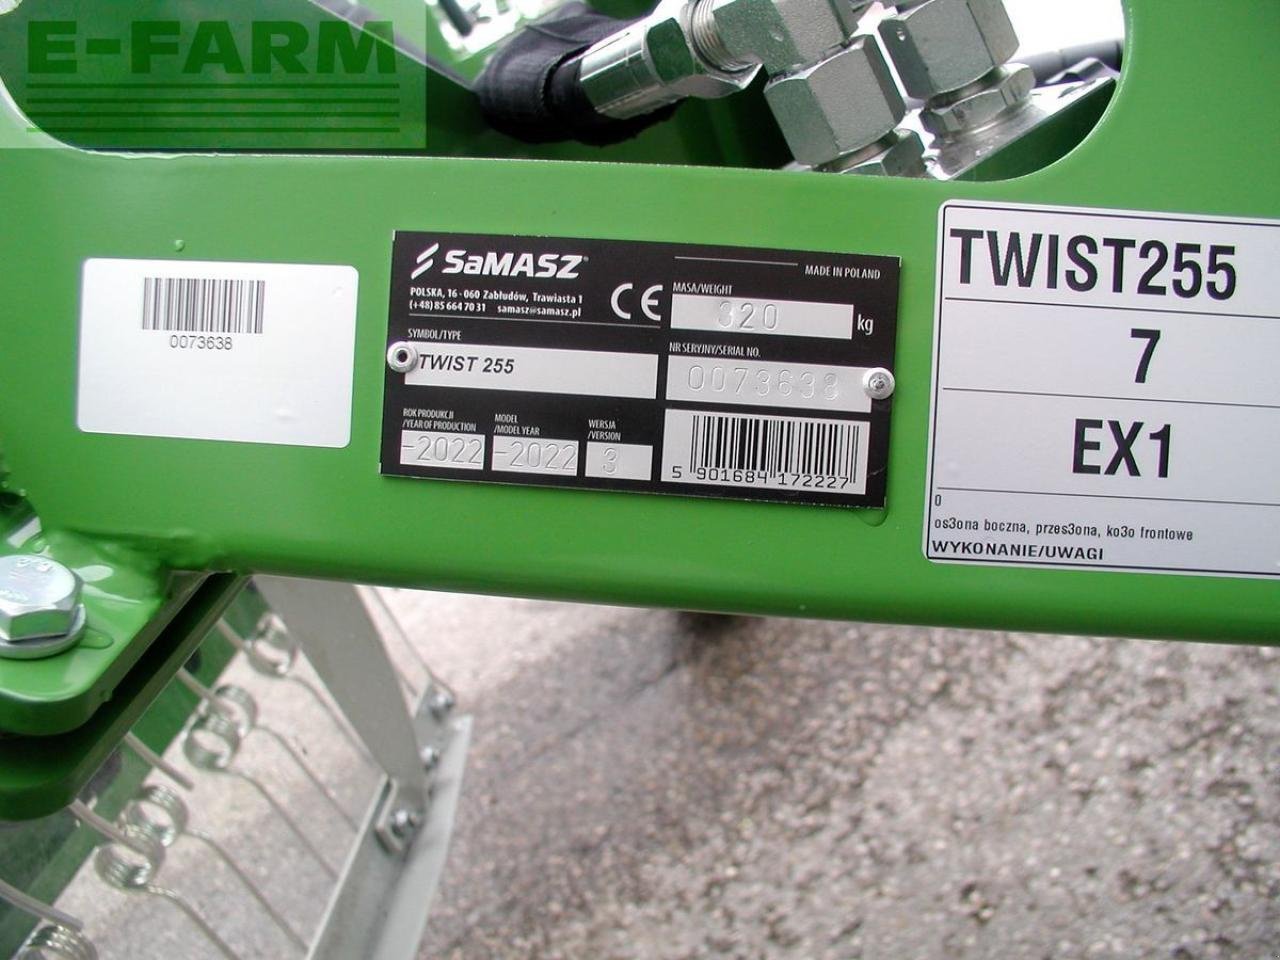 E-FARM
0073638
SaMASZ®
POLSKA, 16 - 060 Zabłudów, Trawiasta 1
(+48) 85 664 70 31 samasz@samasz.pl
CE
MADE IN POLAND
MASA/WEIGHT
320 kg
SYMBOL/TYPE
TWIST 255
NR SERYJNY/SERIAL NO.
0073638
ROK PRODUKCJI
/YEAR OF PRODUCTION
-2022
MODEL
/MODEL YEAR
-2022
WERSJA
/VERSION
3
5 901684 172227
TWIST255
7
EX1
0
os3ona boczna, przes3ona, ko3o frontowe
WYKONANIE/UWAGI